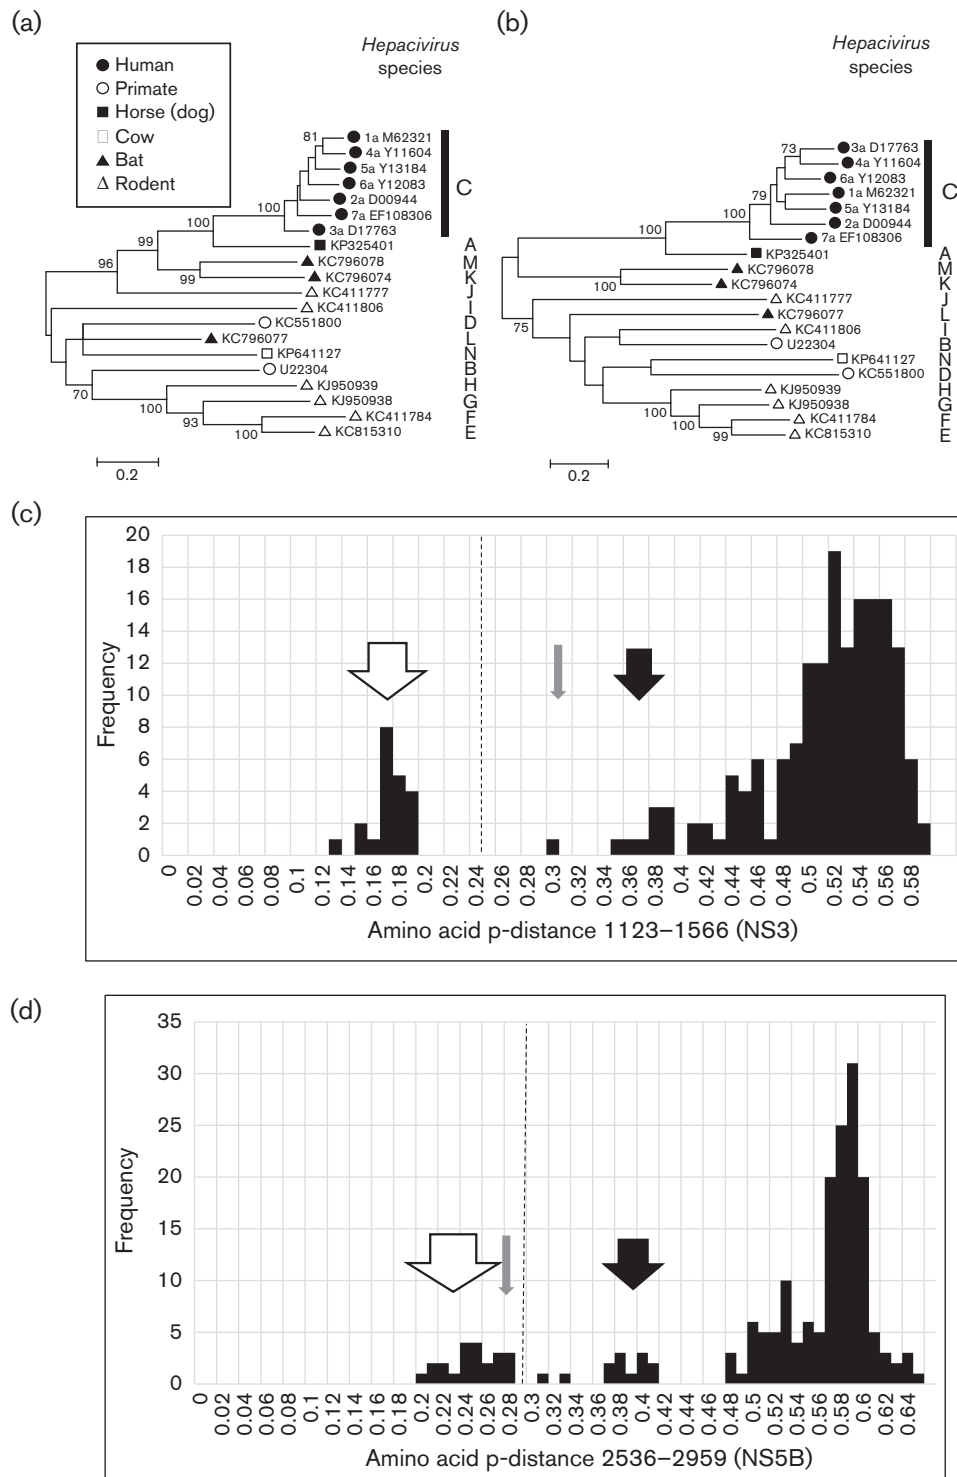 (a)
Hepacivirus
species
Human
Primate
Horse (dog)
Cow
Bat
Rodent
81
1a M62321
4a Y11604
5a Y13184
6a Y12083
2a D00944
7a EF108306
3a D17763
C
100
100
99
96
99
KP325401
A
KC796078
M
KC796074
K
KC411777
J
KC411806
I
KC551800
D
KC796077
L
KP641127
N
U22304
B
70
KJ950939
H
100
KJ950938
G
93
KC411784
F
100
KC815310
E
0.2
(b)
Hepacivirus
species
73
3a D17763
4a Y11604
6a Y12083
79
1a M62321
5a Y13184
2a D00944
7a EF108306
C
100
100
KP325401
A
KC796078
M
100
KC796074
K
KC411777
J
75
KC796077
L
KC411806
I
U22304
B
KP641127
N
KC551800
D
KJ950939
H
100
KJ950938
G
100
KC411784
F
99
KC815310
E
0.2
(c)
Frequency
20
18
16
14
12
10
8
6
4
2
0
0 0.02 0.04 0.06 0.08 0.1 0.12 0.14 0.16 0.18 0.2 0.22 0.24 0.26 0.28 0.3 0.32 0.34 0.36 0.38 0.4 0.42 0.44 0.46 0.48 0.5 0.52 0.54 0.56 0.58
Amino acid p-distance 1123–1566 (NS3)
(d)
Frequency
35
30
25
20
15
10
5
0
0 0.02 0.04 0.06 0.08 0.1 0.12 0.14 0.16 0.18 0.2 0.22 0.24 0.26 0.28 0.3 0.32 0.34 0.36 0.38 0.4 0.42 0.44 0.46 0.48 0.5 0.52 0.54 0.56 0.58 0.6 0.62 0.64
Amino acid p-distance 2536–2959 (NS5B)